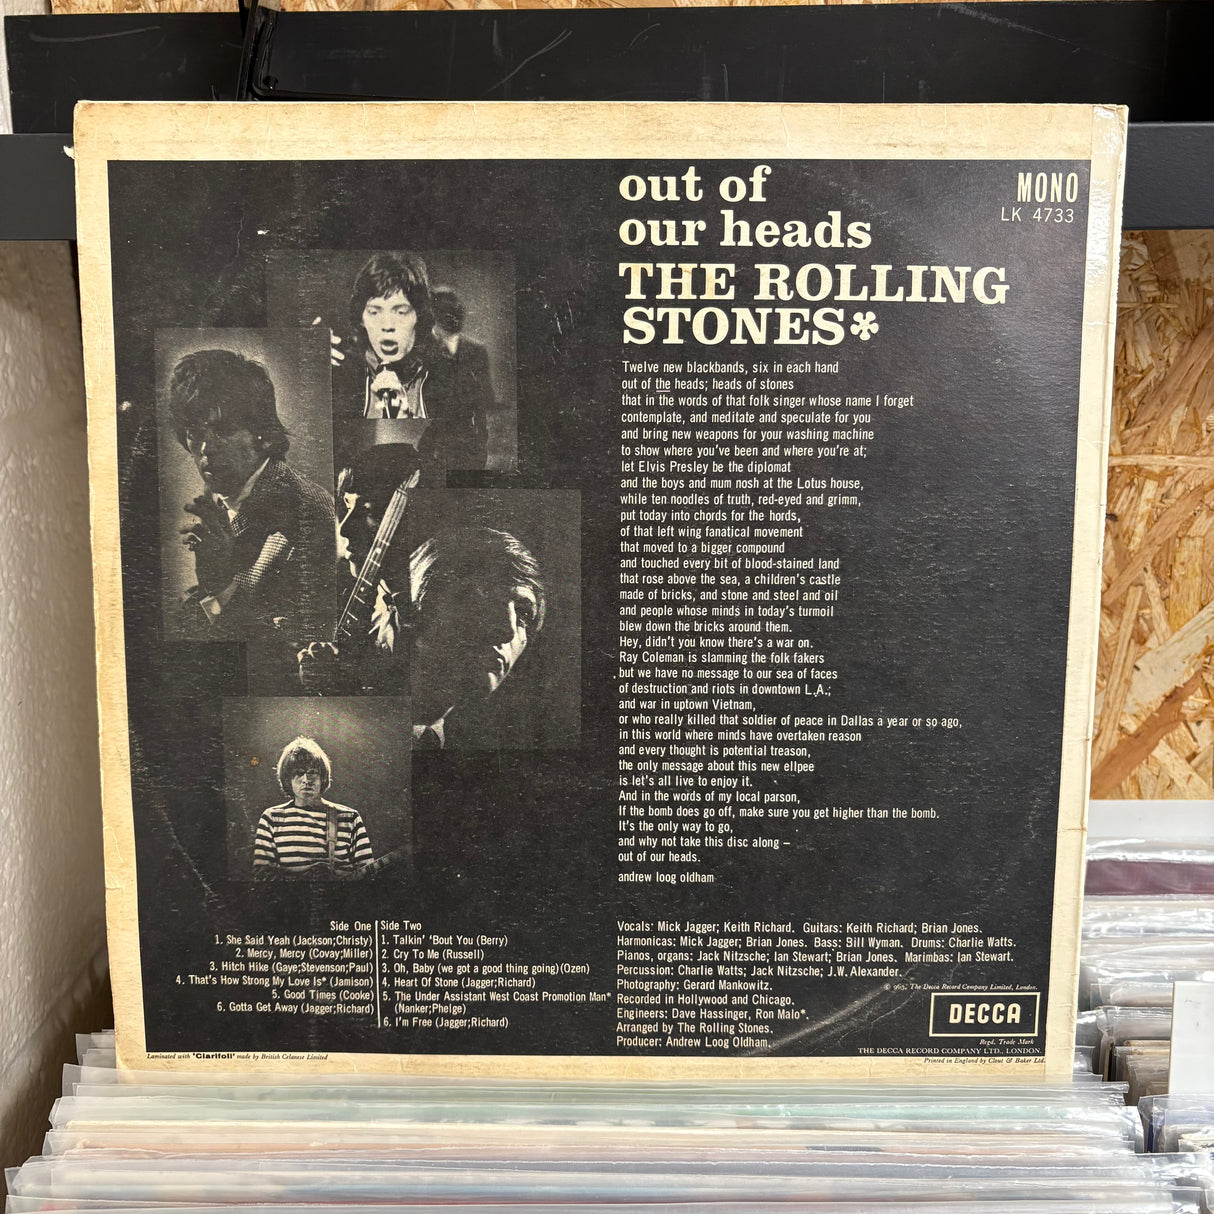 out of
our heads
THE ROLLING
STONES*
MONO
LK 4733
Twelve new blackbands, six in each hand
out of the heads; heads of stones
that in the words of that folk singer whose name I forget
contemplate, and meditate and speculate for you
and bring new weapons for your washing machine
to show where you've been and where you're at;
let Elvis Presley be the diplomat
and the boys and mum nosh at the Lotus house,
while ten noodles of truth, red-eyed and grimm,
put today into chords for the hords,
of that left wing fanatical movement
that moved to a bigger compound
and touched every bit of blood-stained land
that rose above the sea, a children's castle
made of bricks, and stone and steel and oil
and people whose minds in today's turmoil
blew down the bricks around them.
Hey, didn't you know there's a war on.
Ray Coleman is slamming the folk fakers
but we have no message to our sea of faces
of destruction and riots in downtown L.A.;
and war in uptown Vietnam,
or who really killed that soldier of peace in Dallas a year or so ago,
in this world where minds have overtaken reason
and every thought is potential treason,
the only message about this new ellpee
is let's all live to enjoy it.
And in the words of my local parson,
If the bomb does go off, make sure you get higher than the bomb.
It's the only way to go,
and why not take this disc along –
out of our heads.
andrew loog oldham
Side One
1. She Said Yeah (Jackson;Christy)
2. Mercy, Mercy (Covay;Miller)
3. Hitch Hike (Gaye;Stevenson;Paul)
4. That's How Strong My Love Is* (Jamison)
5. Good Times (Cooke)
6. Gotta Get Away (Jagger;Richard)
Side Two
1. Talkin' 'Bout You (Berry)
2. Cry To Me (Russell)
3. Oh, Baby (we got a good thing going)(Ozen)
4. Heart Of Stone (Jagger;Richard)
5. The Under Assistant West Coast Promotion Man*
(Nanker;Phelge)
6. I'm Free (Jagger;Richard)
Vocals: Mick Jagger; Keith Richard. Guitars: Keith Richard; Brian Jones.
Harmonicas: Mick Jagger; Brian Jones. Bass: Bill Wyman. Drums: Charlie Watts.
Pianos, organs: Jack Nitzsche; Ian Stewart; Brian Jones. Marimbas: Ian Stewart.
Percussion: Charlie Watts; Jack Nitzsche; J.W. Alexander.
Photography: Gerard Mankowitz.
Recorded in Hollywood and Chicago.
Engineers: Dave Hassinger, Ron Malo*.
Arranged by The Rolling Stones.
Producer: Andrew Loog Oldham.
© 1965, The Decca Record Company Limited, London.
DECCA
Regd. Trade Mark
THE DECCA RECORD COMPANY LTD., LONDON.
Laminated with 'Clarifoil' made by British Celanese Limited
Printed in England by Clout & Baker Ltd.